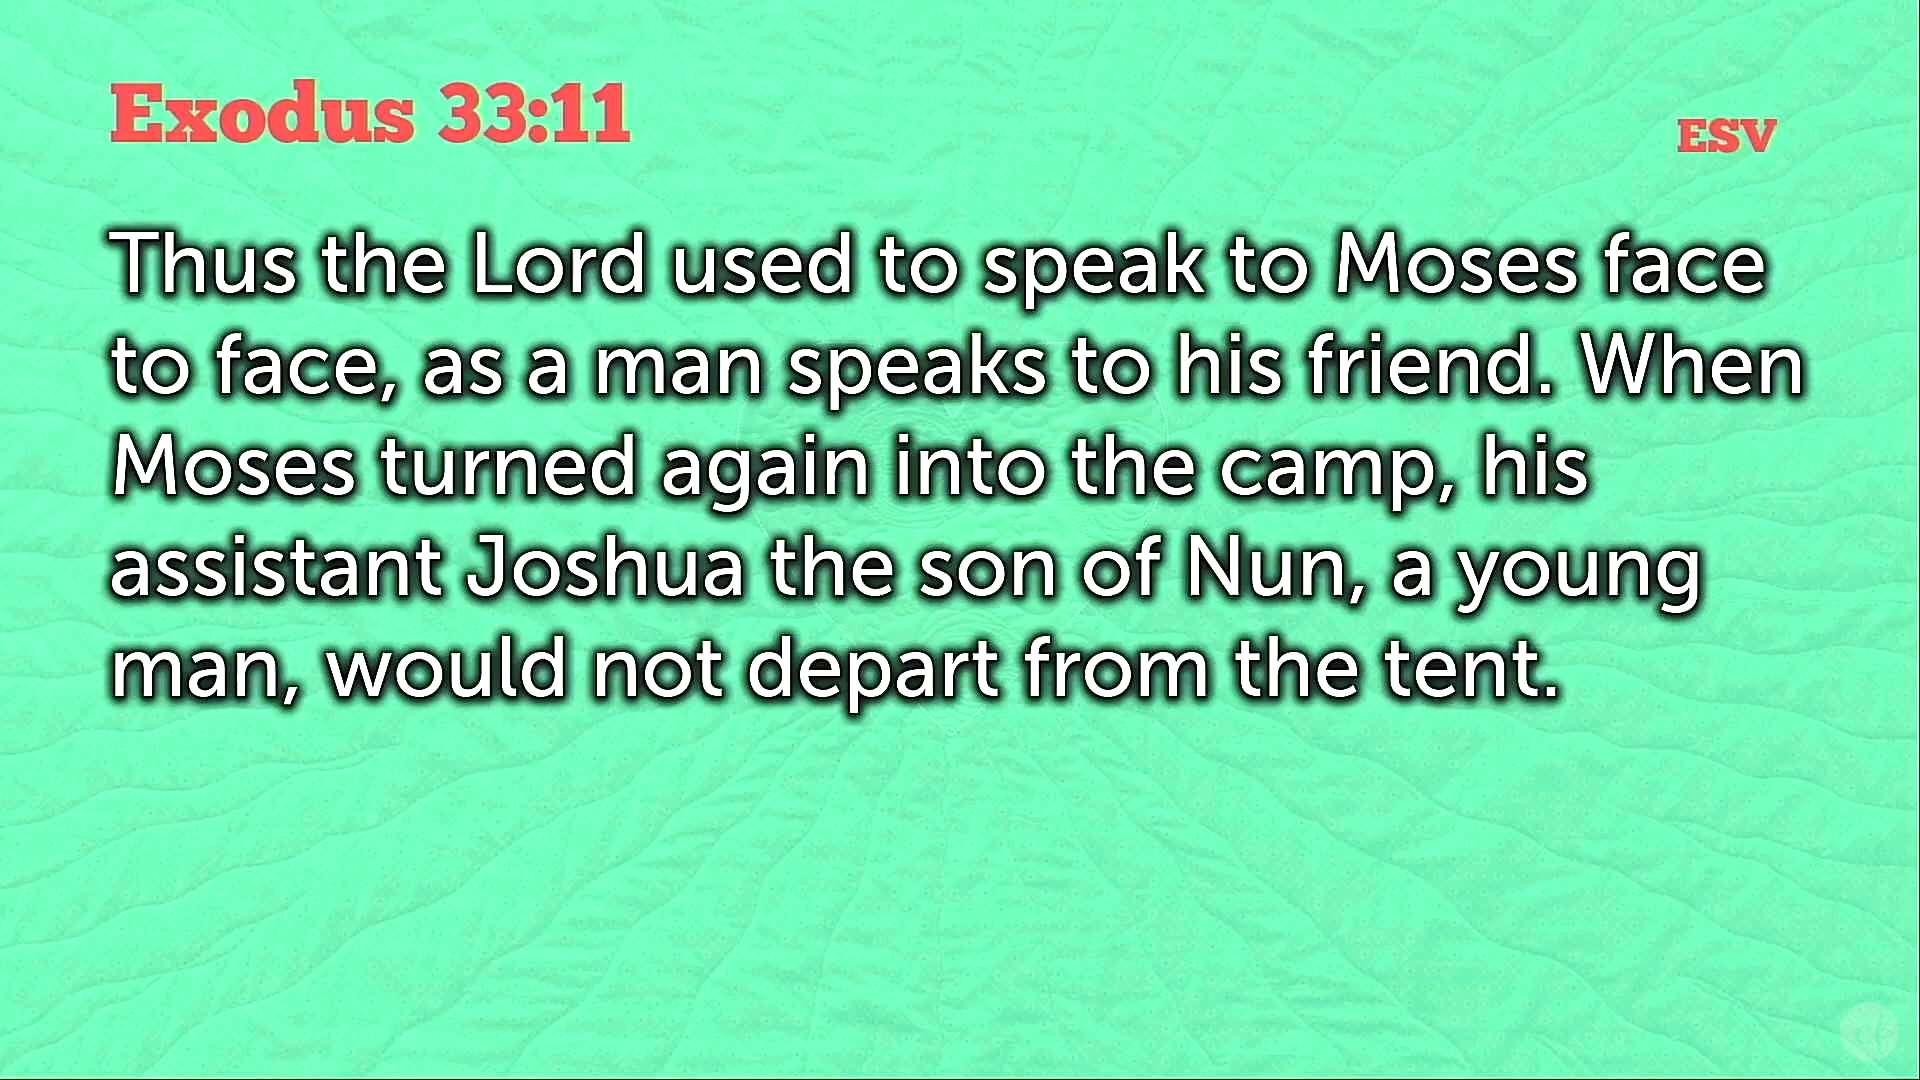 Exodus 33:11
ESV
Thus the Lord used to speak to Moses face
to face, as a man speaks to his friend. When
Moses turned again into the camp, his
assistant Joshua the son of Nun, a young
man, would not depart from the tent.